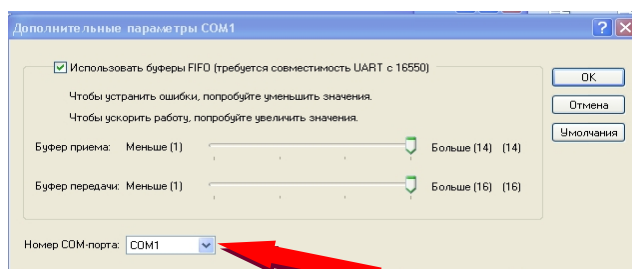 Дополнительные параметры COM1
Использовать буферы FIFO (требуется совместимость UART с 16550)
OK
Чтобы устранить ошибки, попробуйте уменьшить значения.
Отмена
Чтобы ускорить работу, попробуйте увеличить значения.
Умолчания
Буфер приема: Меньше (1) Больше (14) (14)
Буфер передачи: Меньше (1) Больше (16) (16)
Номер COM-порта: COM1